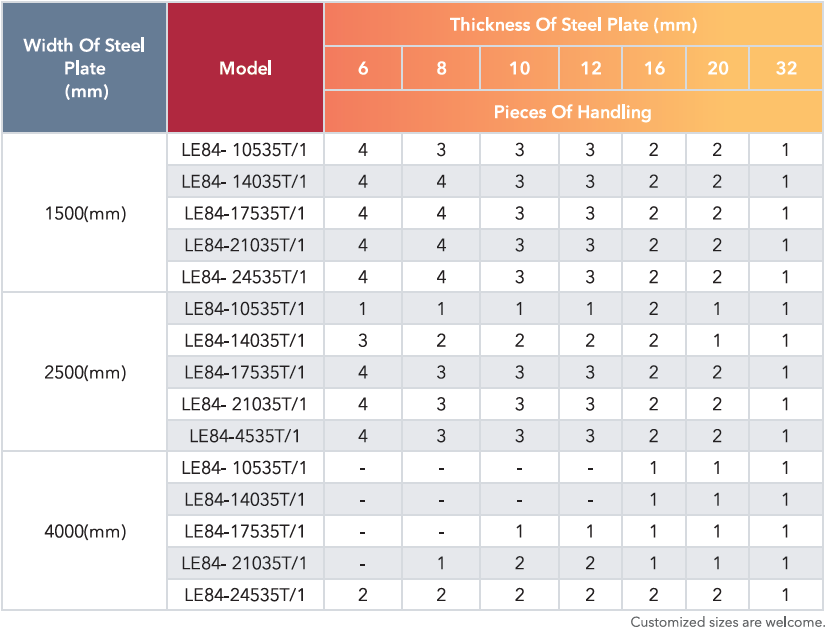 Width Of Steel
Plate
(mm)
Model
Thickness Of Steel Plate (mm)
6 8 10 12 16 20 32
Pieces Of Handling
1500(mm)
LE84- 10535T/1 4 3 3 3 2 2 1
LE84- 14035T/1 4 4 3 3 2 2 1
LE84-17535T/1 4 4 3 3 2 2 1
LE84-21035T/1 4 4 3 3 2 2 1
LE84- 24535T/1 4 4 3 3 2 2 1
2500(mm)
LE84-10535T/1 1 1 1 1 2 1 1
LE84-14035T/1 3 2 2 2 2 1 1
LE84-17535T/1 4 3 3 3 2 2 1
LE84- 21035T/1 4 3 3 3 2 2 1
LE84-4535T/1 4 3 3 3 2 2 1
4000(mm)
LE84- 10535T/1 - - - - 1 1 1
LE84-14035T/1 - - - - 1 1 1
LE84-17535T/1 - - 1 1 1 1 1
LE84- 21035T/1 - 1 2 2 1 1 1
LE84-24535T/1 2 2 2 2 2 2 1
Customized sizes are welcome.